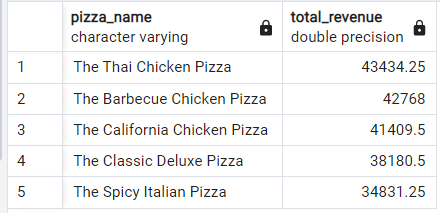 pizza_name total_revenue
character varying double precision
1 The Thai Chicken Pizza 43434.25
2 The Barbecue Chicken Pizza 42768
3 The California Chicken Pizza 41409.5
4 The Classic Deluxe Pizza 38180.5
5 The Spicy Italian Pizza 34831.25